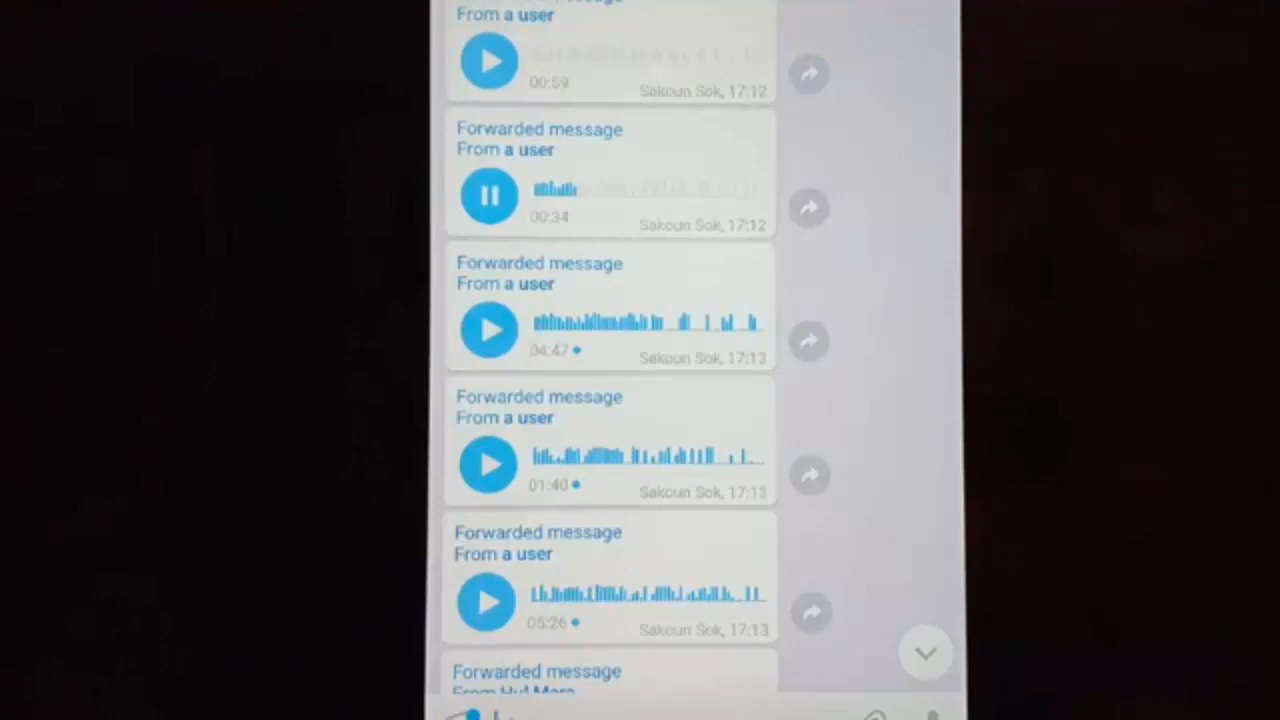 From a user
00:59
Sakoun Sok, 17:12
Forwarded message
From a user
00:34
Sakoun Sok, 17:12
Forwarded message
From a user
04:47
Sakoun Sok, 17:13
Forwarded message
From a user
01:40
Sakoun Sok, 17:13
Forwarded message
From a user
05:26
Sakoun Sok, 17:13
Forwarded message
From